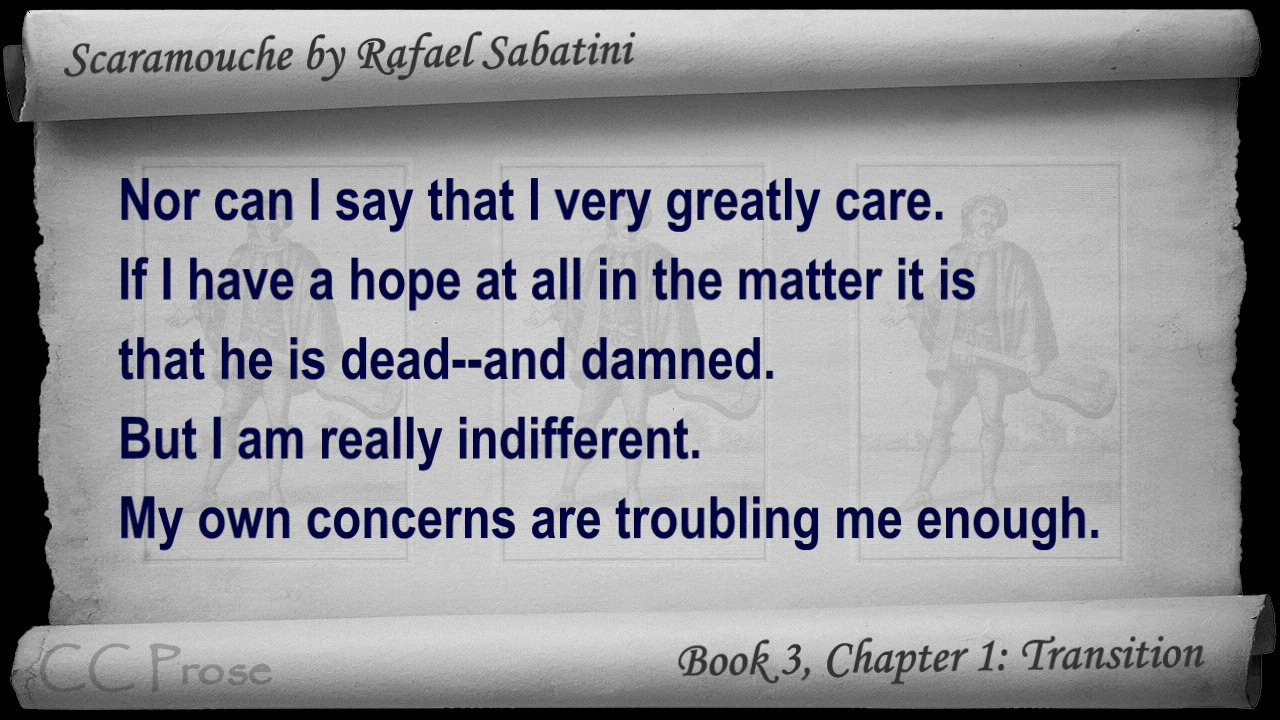 Scaramouche by Rafael Sabatini
Nor can I say that I very greatly care.
If I have a hope at all in the matter it is
that he is dead--and damned.
But I am really indifferent.
My own concerns are troubling me enough.
CC Prose
Book 3, Chapter 1: Transition